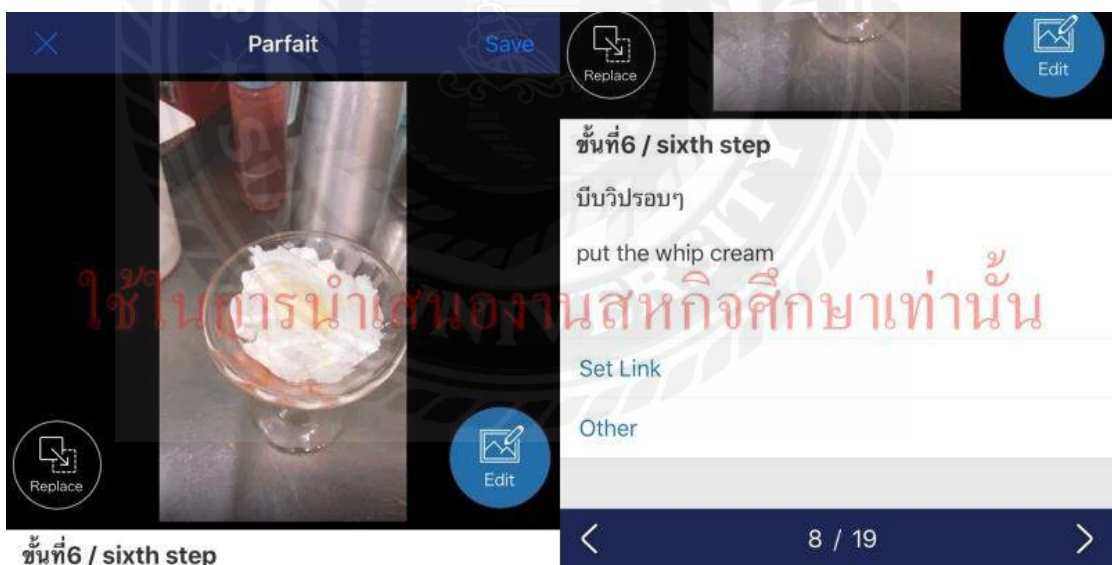 Parfait
Save
Replace
Edit
ขั้นที่6 / sixth step
Replace
Edit
ขั้นที่6 / sixth step
บีบวิปรอบๆ
put the whip cream
ใช้ในการนำเสนองานสหกิจศึกษาเท่านั้น
Set Link
Other
8 / 19